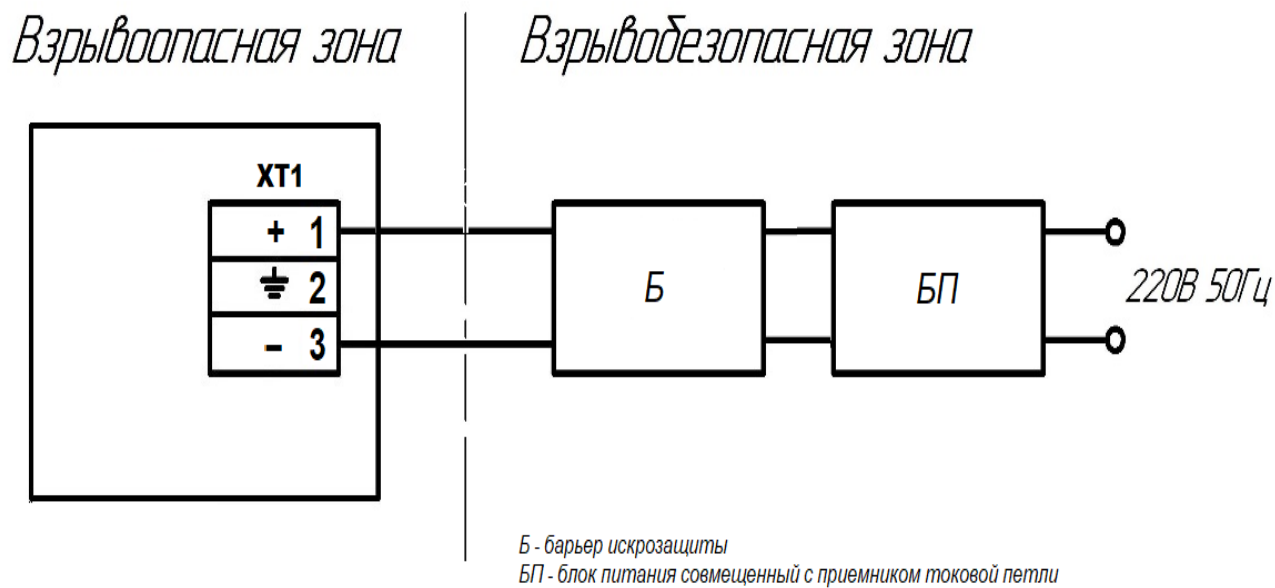 Взрывоопасная зона
Взрывобезопасная зона
XT1
+ 1
2
– 3
Б
БП
220В 50Гц
Б - барьер искрозащиты
БП - блок питания совмещенный с приемником токовой петли